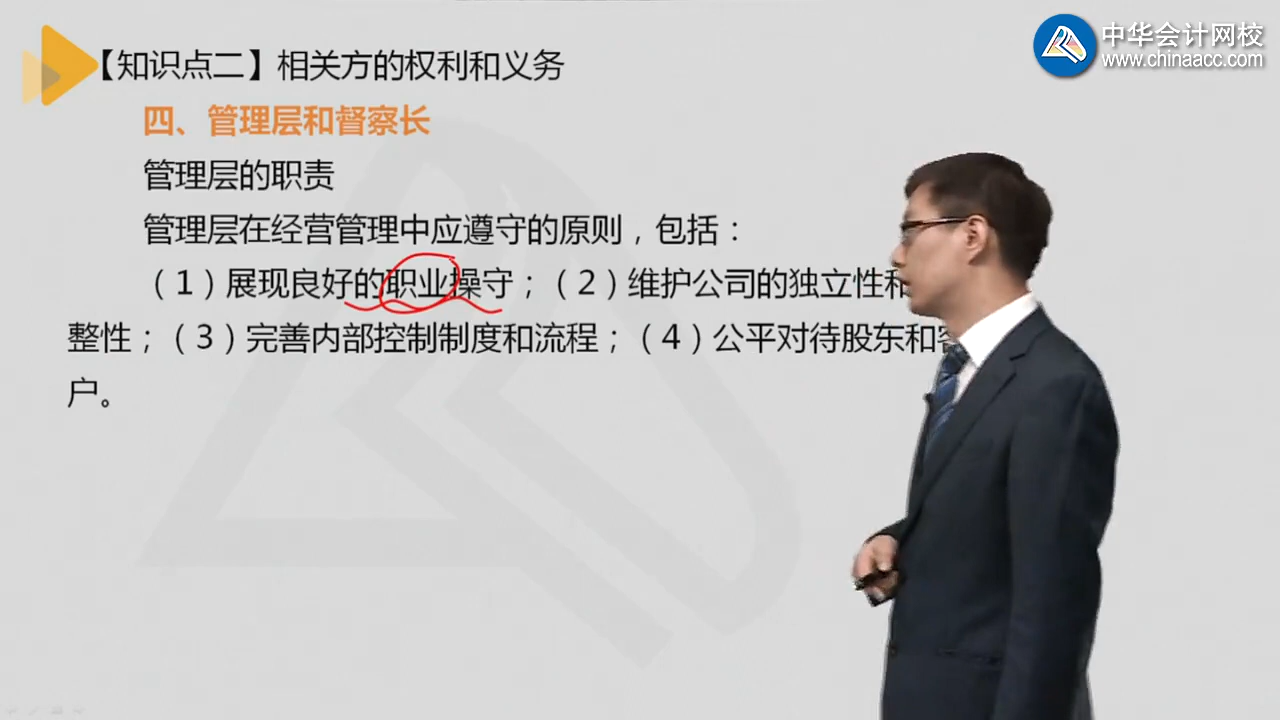 中华会计网校
www.chinaacc.com
【知识点二】相关方的权利和义务
四、管理层和督察长
管理层的职责
管理层在经营管理中应遵守的原则，包括：
（1）展现良好的职业操守；（2）维护公司的独立性和
整性；（3）完善内部控制制度和流程；（4）公平对待股东和客
户。